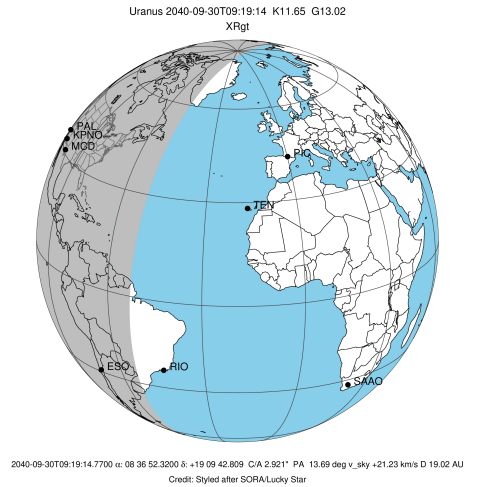 Uranus 2040-09-30T09:19:14  K11.65  G13.02
XRgt
PAL
KPNO
MCD
PIC
TEN
ESO
RIO
SAAO
2040-09-30T09:19:14.7700 α: 08 36 52.3200 δ: +19 09 42.809  C/A 2.921" PA  13.69 deg v_sky +21.23 km/s D 19.02 AU
Credit: Styled after SORA/Lucky Star